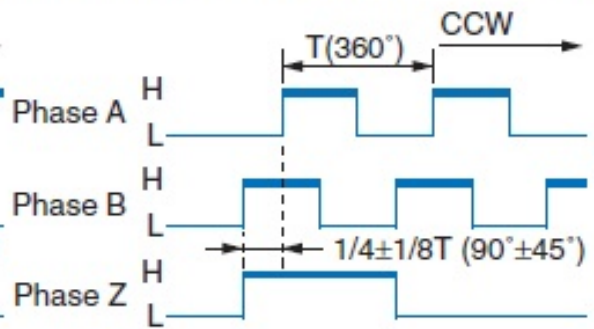 CCW
T(360°)
H
Phase A
L
H
Phase B
L
1/4±1/8T (90°±45°)
H
Phase Z
L